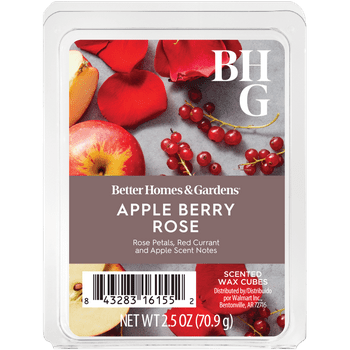 BH
G
Better Homes & Gardens®
APPLE BERRY
ROSE
Rose Petals, Red Currant
and Apple Scent Notes
SCENTED
WAX CUBES
Distributed by/Distribuido
por Walmart Inc.,
Bentonville, AR 72716
8 43283 16155 2
NET WT 2.5 OZ (70.9 g)